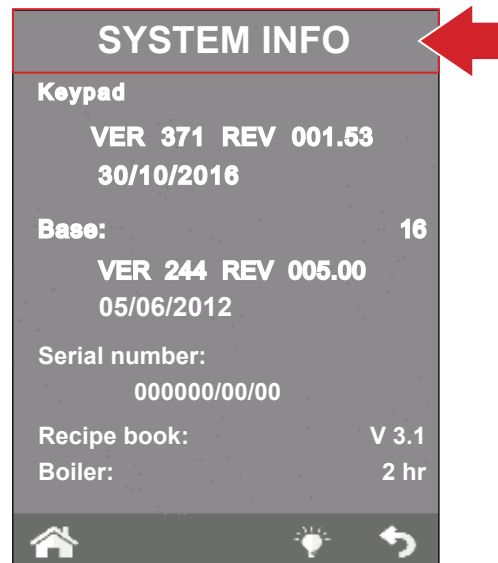 SYSTEM INFO
Keypad
VER 371 REV 001.53
30/10/2016
Base: 16
VER 244 REV 005.00
05/06/2012
Serial number:
000000/00/00
Recipe book: V 3.1
Boiler: 2 hr